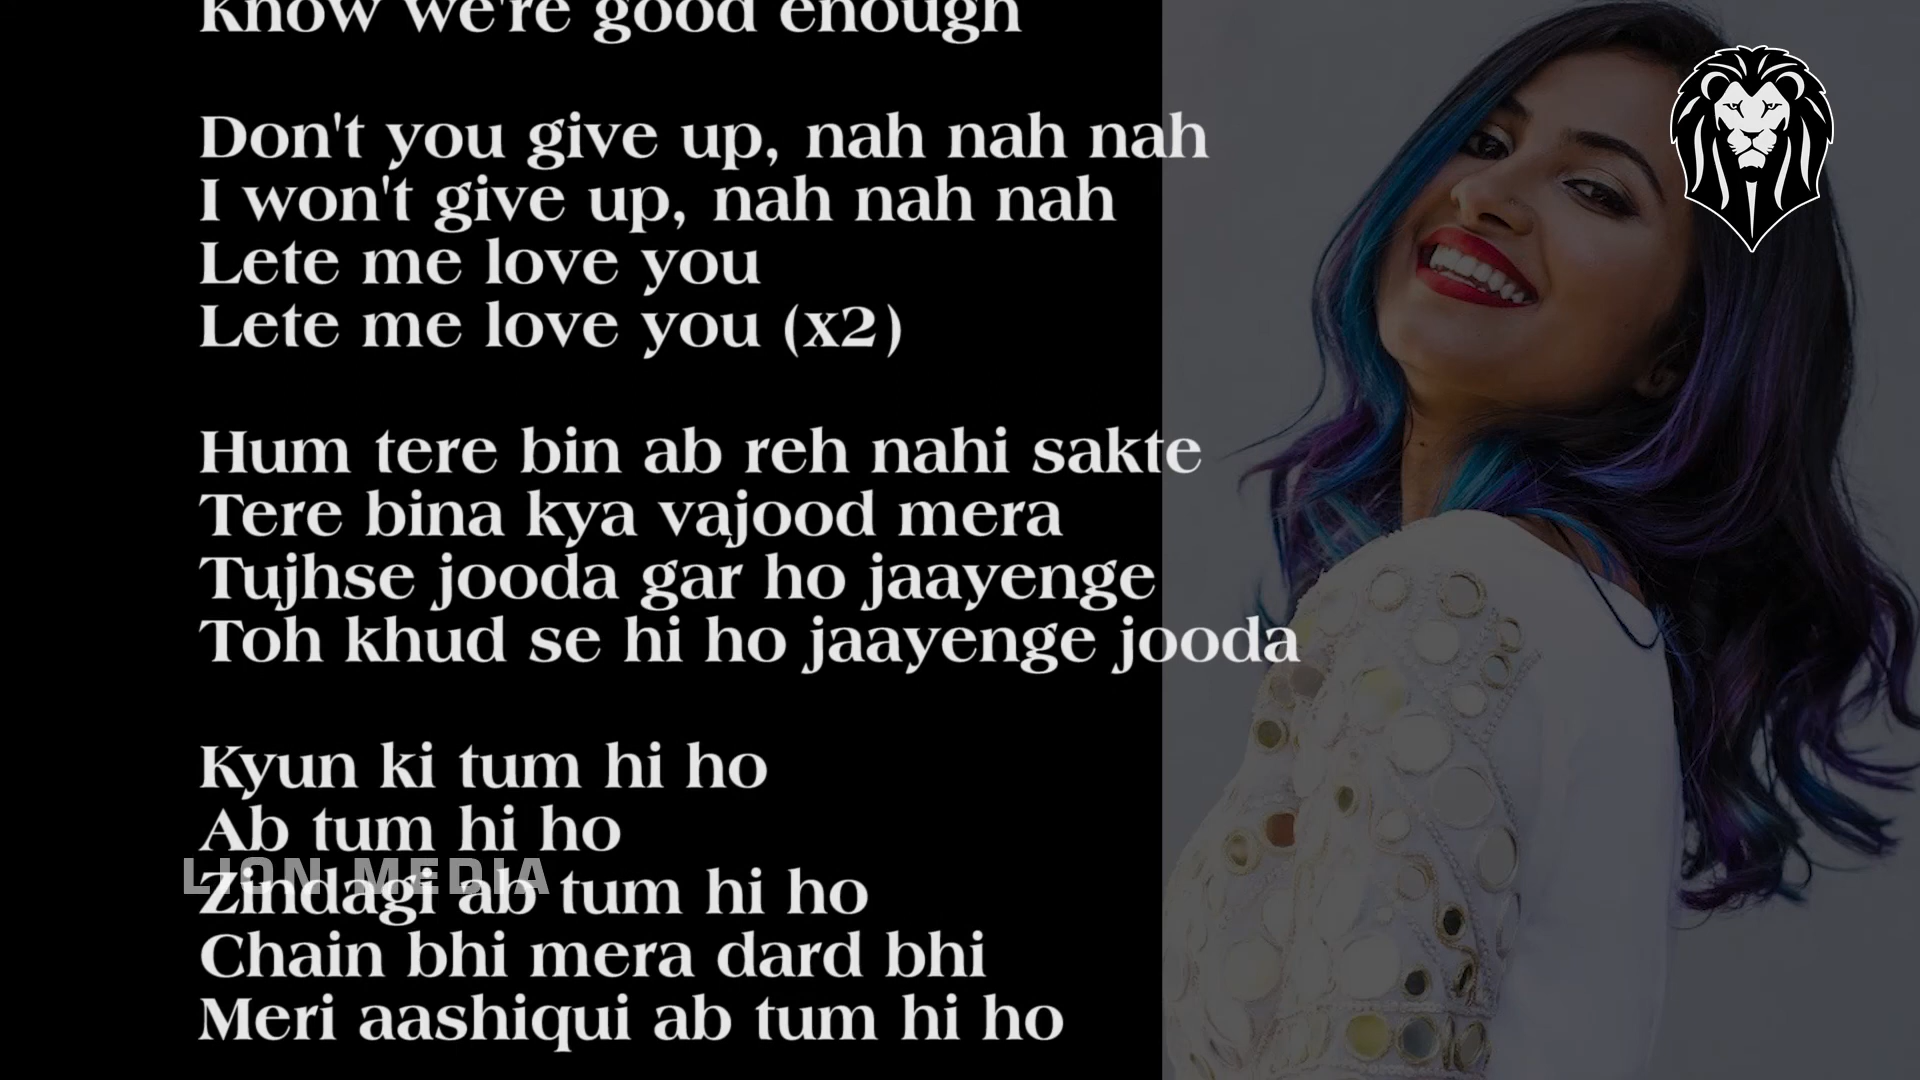 Know we're good enough
Don't you give up, nah nah nah
I won't give up, nah nah nah
Lete me love you
Lete me love you (x2)
Hum tere bin ab reh nahi sakte
Tere bina kya vajood mera
Tujhse jooda gar ho jaayenge
Toh khud se hi ho jaayenge jooda
Kyun ki tum hi ho
Ab tum hi ho
LION MEDIA
Zindagi ab tum hi ho
Chain bhi mera dard bhi
Meri aashiqui ab tum hi ho